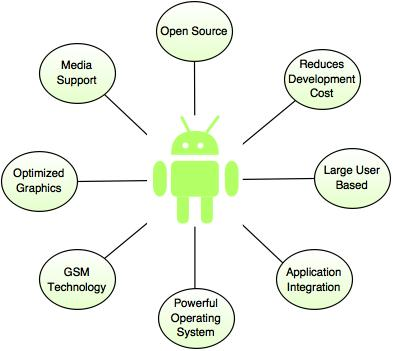 Open Source
Reduces
Development
Cost
Large User
Based
Application
Integration
Powerful
Operating
System
GSM
Technology
Optimized
Graphics
Media
Support